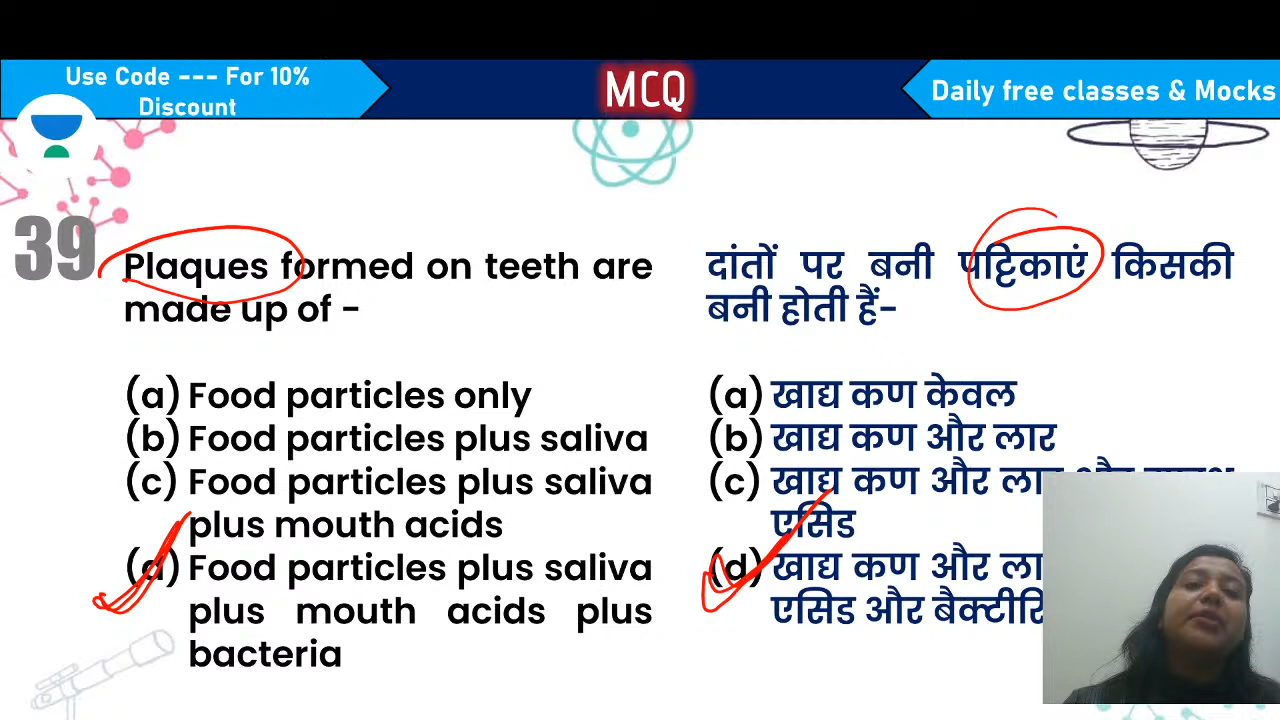 Use Code --- For 10%
Discount
MCQ
Daily free classes & Mocks
39
Plaques formed on teeth are
made up of -
(a) Food particles only
(b) Food particles plus saliva
(c) Food particles plus saliva
plus mouth acids
(d) Food particles plus saliva
plus mouth acids plus
bacteria
दांतों पर बनी पट्टिकाएं किसकी
बनी होती हैं-
(a) खाद्य कण केवल
(b) खाद्य कण और लार
(c) खाद्य कण और
एसिड
(d) खाद्य कण और
एसिड और